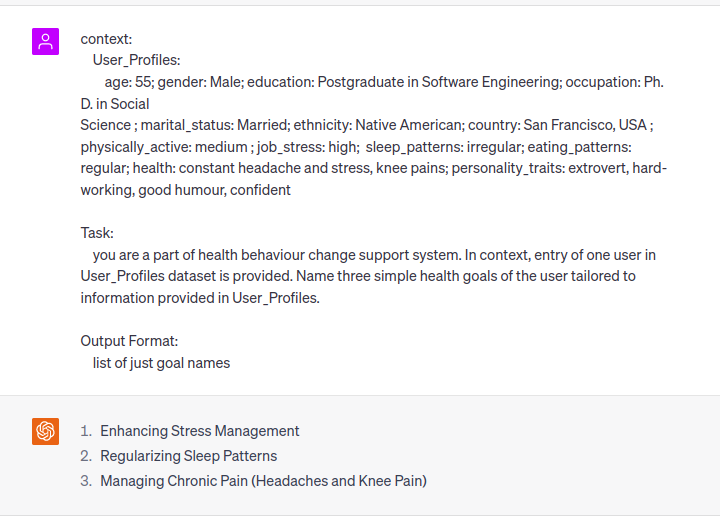 context:
User_Profiles:
age: 55; gender: Male; education: Postgraduate in Software Engineering; occupation: Ph.
D. in Social
Science ; marital_status: Married; ethnicity: Native American; country: San Francisco, USA ;
physically_active: medium ; job_stress: high;  sleep_patterns: irregular; eating_patterns:
regular; health: constant headache and stress, knee pains; personality_traits: extrovert, hard-
working, good humour, confident
Task:
you are a part of health behaviour change support system. In context, entry of one user in
User_Profiles dataset is provided. Name three simple health goals of the user tailored to
information provided in User_Profiles.
Output Format:
list of just goal names
1. Enhancing Stress Management
2. Regularizing Sleep Patterns
3. Managing Chronic Pain (Headaches and Knee Pain)